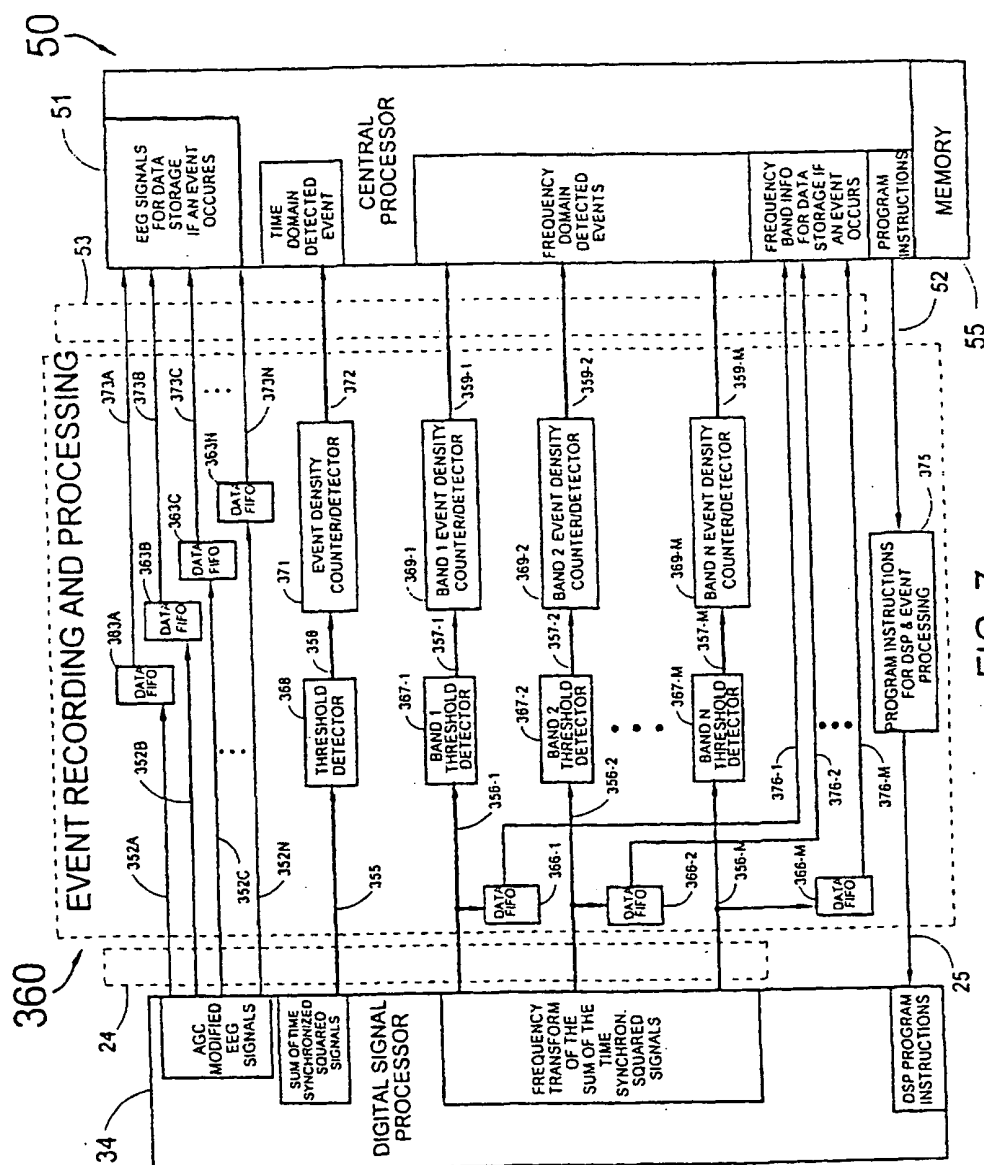 50
51
EEG SIGNALS
FOR DATA
STORAGE
IF AN EVENT
OCCURES
TIME
DOMAIN
DETECTED
EVENT
CENTRAL
PROCESSOR
FREQUENCY
DOMAIN
DETECTED
EVENTS
FREQUENCY
BAND INFO
FOR DATA
STORAGE IF
AN EVENT
OCCURS
PROGRAM
INSTRUCTIONS
MEMORY
53
52
55
EVENT RECORDING AND PROCESSING
360
373A
373B
373C
373N
• • •
363A
DATA
FIFO
363B
DATA
FIFO
363C
DATA
FIFO
363N
DATA
FIFO
352A
352B
352C
352N
• • •
372
371
EVENT DENSITY
COUNTER/DETECTOR
358
368
THRESHOLD
DETECTOR
355
359-1
369-1
BAND 1 EVENT DENSITY
COUNTER/DETECTOR
357-1
367-1
BAND 1
THRESHOLD
DETECTOR
356-1
359-2
369-2
BAND 2 EVENT DENSITY
COUNTER/DETECTOR
357-2
367-2
BAND 2
THRESHOLD
DETECTOR
356-2
• • •
359-M
369-M
BAND N EVENT DENSITY
COUNTER/DETECTOR
357-M
367-M
BAND N
THRESHOLD
DETECTOR
356-M
DATA
FIFO
366-1
DATA
FIFO
366-2
DATA
FIFO
366-M
376-1
376-2
• • •
376-M
375
PROGRAM INSTRUCTIONS
FOR DSP & EVENT
PROCESSING
25
24
34
AGC
MODIFIED
EEG
SIGNALS
SUM OF TIME
SYNCHRONIZED
SQUARED
SIGNALS
DIGITAL SIGNAL
PROCESSOR
FREQUENCY
TRANSFORM
OF THE
SUM OF THE
TIME
SYNCHRON.
SQUARED
SIGNALS
DSP PROGRAM
INSTRUCTIONS
FIG. 7